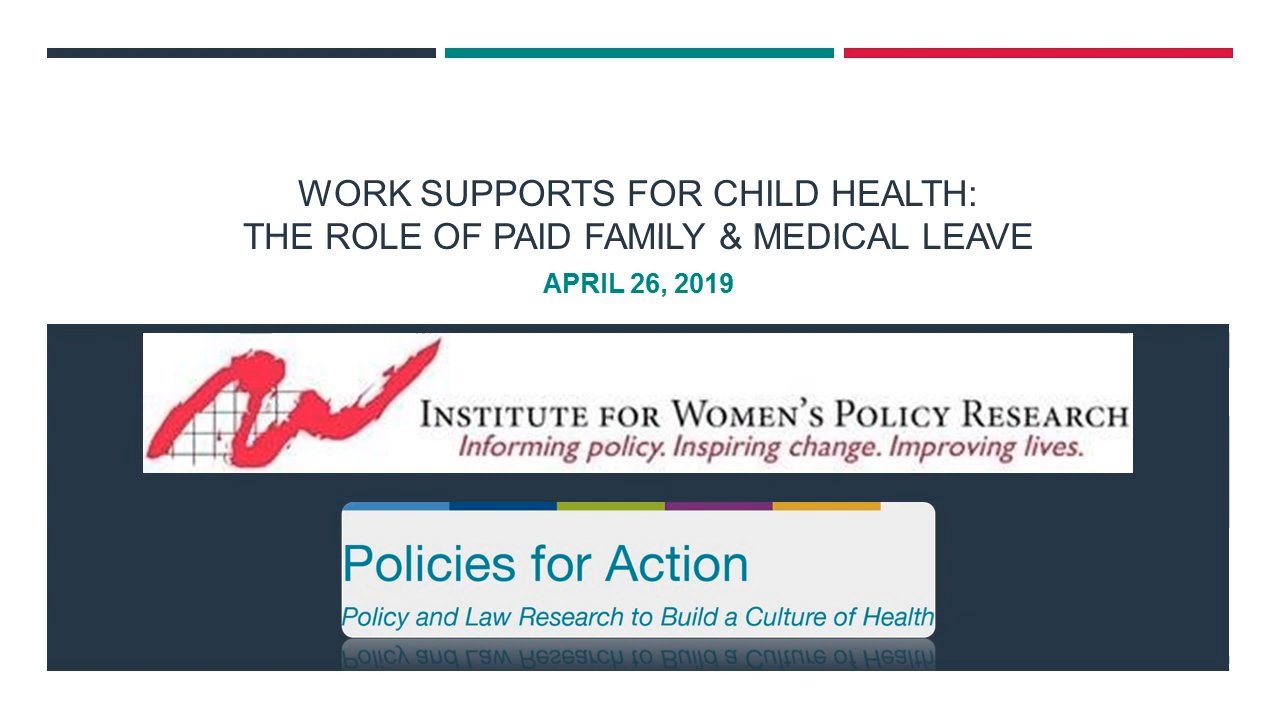 WORK SUPPORTS FOR CHILD HEALTH:
THE ROLE OF PAID FAMILY & MEDICAL LEAVE
APRIL 26, 2019
INSTITUTE FOR WOMEN'S POLICY RESEARCH
Informing policy. Inspiring change. Improving lives.
Policies for Action
Policy and Law Research to Build a Culture of Health